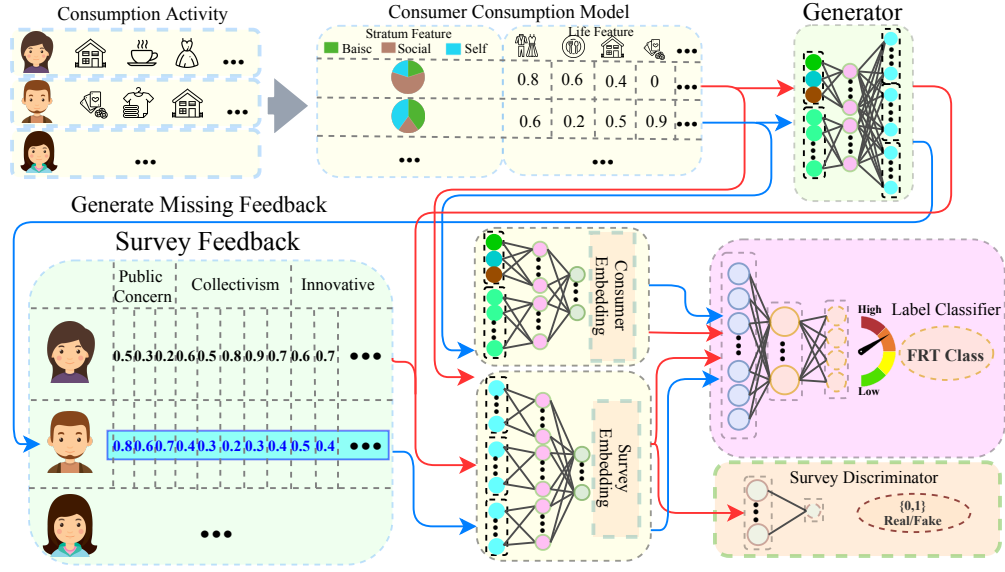 Consumption Activity
Consumer Consumption Model
Generator
Stratum Feature
Life Feature
Baisc
Social
Self
0.8 0.6 0.4 0
0.6 0.2 0.5 0.9
Generate Missing Feedback
Survey Feedback
Public
Concern
Collectivism
Innovative
0.5 0.3 0.2 0.6 0.5 0.8 0.9 0.7 0.6 0.7
0.8 0.6 0.7 0.4 0.3 0.2 0.3 0.4 0.5 0.4
Consumer
Embedding
Survey
Embedding
High
Low
Label Classifier
FRT Class
Survey Discriminator
{0,1}
Real/Fake